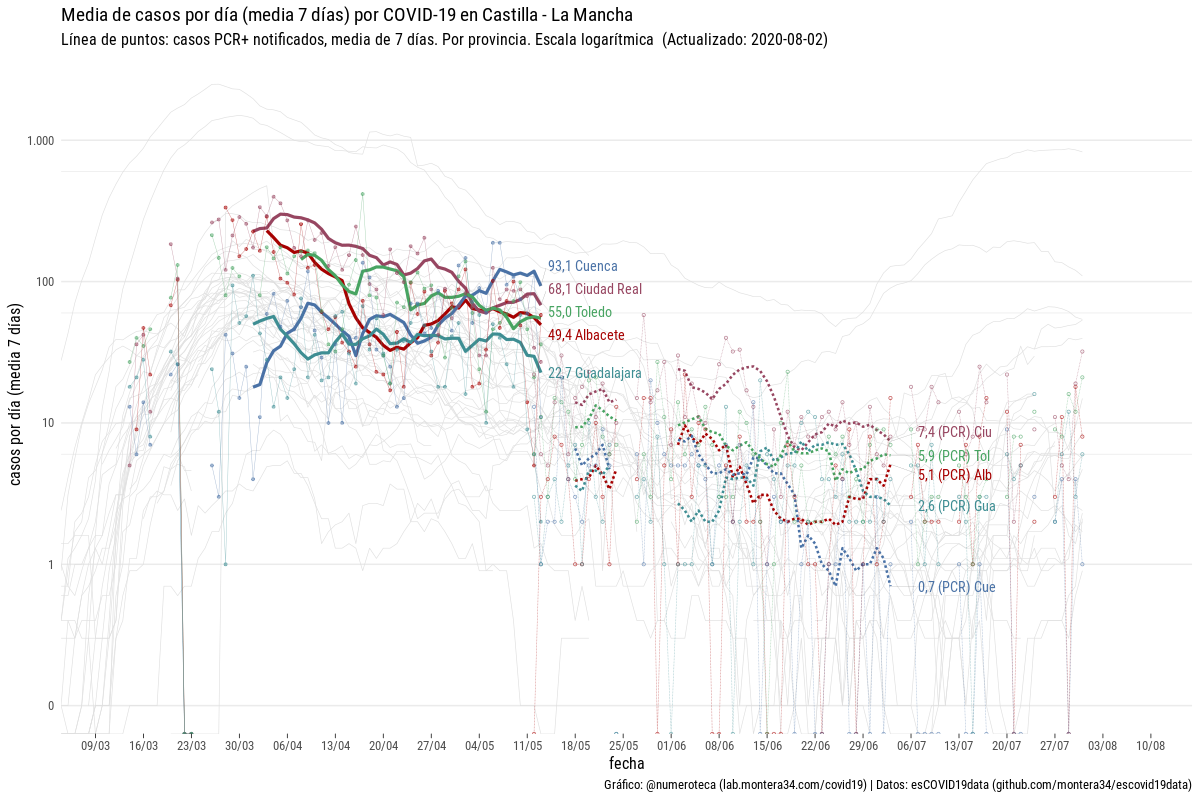 Media de casos por día (media 7 días) por COVID-19 en Castilla - La Mancha
Línea de puntos: casos PCR+ notificados, media de 7 días. Por provincia. Escala logarítmica (Actualizado: 2020-08-02)
casos por día (media 7 días)
1.000
100
10
1
0
93,1 Cuenca
68,1 Ciudad Real
55,0 Toledo
49,4 Albacete
22,7 Guadalajara
7,4 (PCR) Ciu
5,9 (PCR) Tol
5,1 (PCR) Alb
2,6 (PCR) Gua
0,7 (PCR) Cue
09/03 16/03 23/03 30/03 06/04 13/04 20/04 27/04 04/05 11/05 18/05 25/05 01/06 08/06 15/06 22/06 29/06 06/07 13/07 20/07 27/07 03/08 10/08
fecha
Gráfico: @numeroteca (lab.montera34.com/covid19) | Datos: esCOVID19data (github.com/montera34/escovid19data)